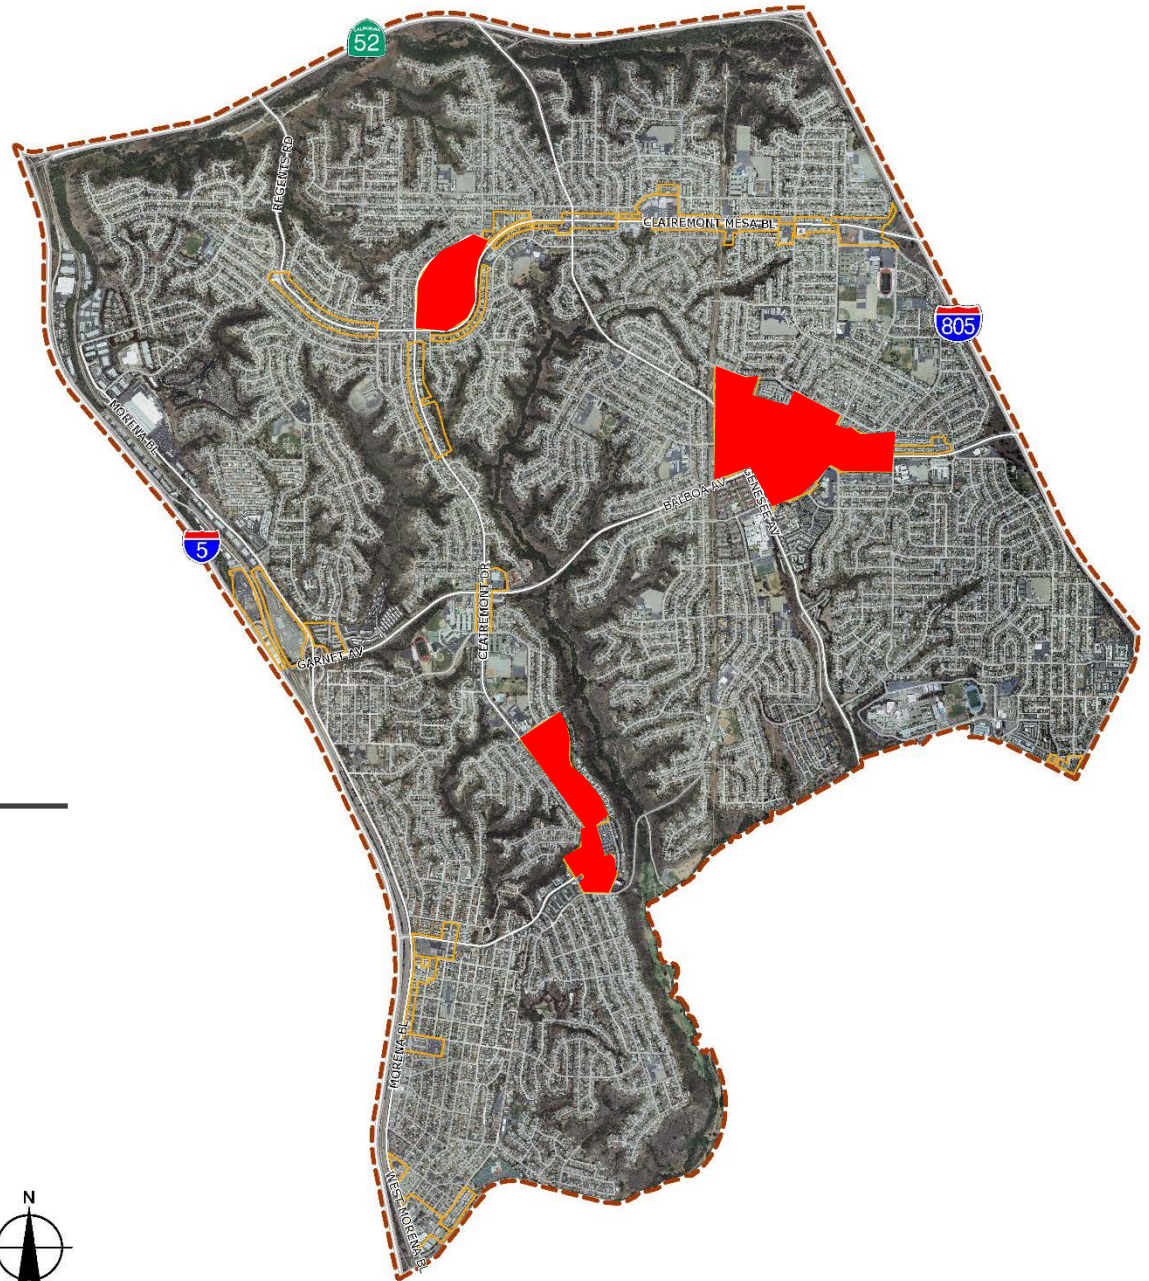 CALIFORNIA
52
REGENTS RD
CLAIREMONT MESA BL
805
MORENA BL
BALBOA AV
GENESEE AV
5
CLAIREMONT DR
GARNET AV
MORENA BL
WEST MORENA BL
N